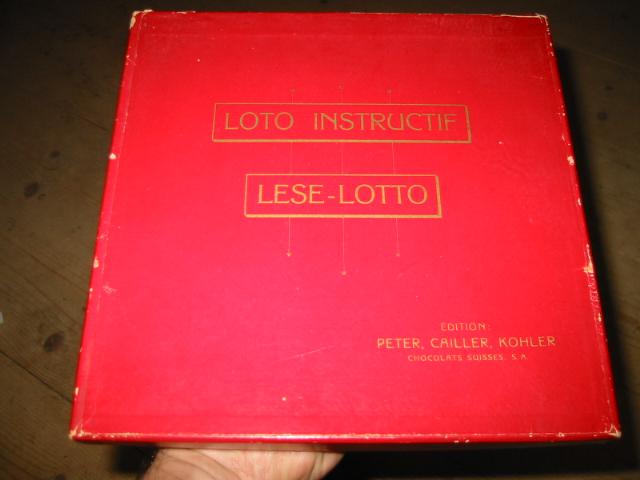 LOTO INSTRUCTIF
LESE-LOTTO
EDITION:
PETER, CAILLER, KOHLER
CHOCOLATS SUISSES, S.A.